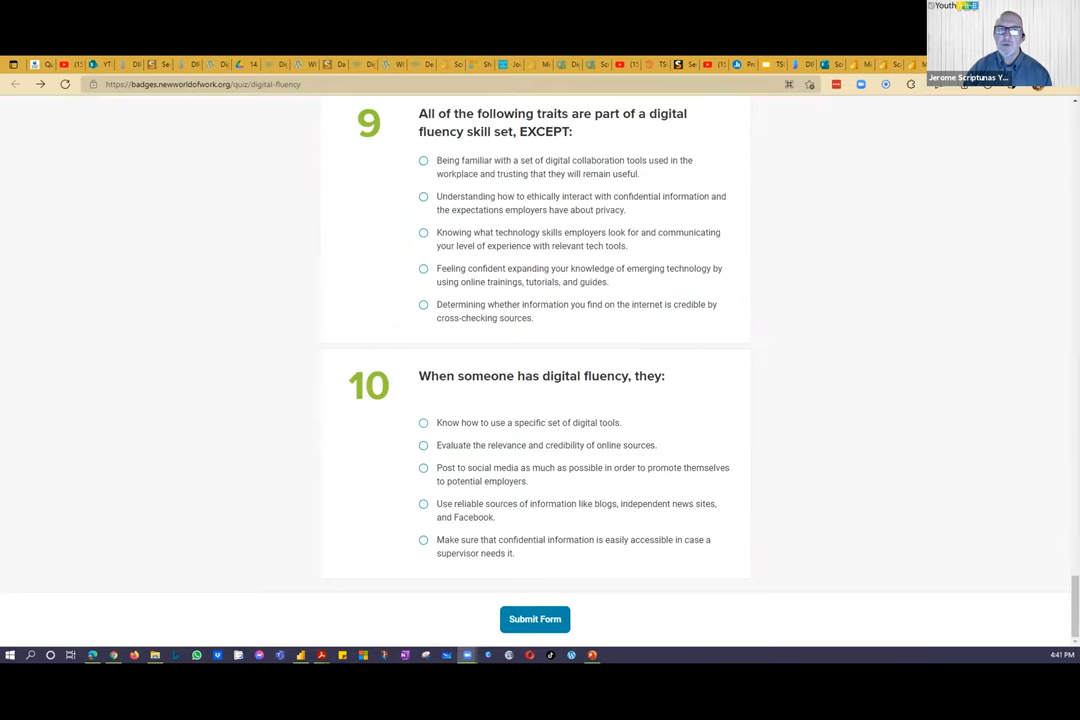 Youth
Jerome Scriptunas Y...
https://badges.newworldofwork.org/quiz/digital-fluency
9
All of the following traits are part of a digital
fluency skill set, EXCEPT:
Being familiar with a set of digital collaboration tools used in the
workplace and trusting that they will remain useful.
Understanding how to ethically interact with confidential information and
the expectations employers have about privacy.
Knowing what technology skills employers look for and communicating
your level of experience with relevant tech tools.
Feeling confident expanding your knowledge of emerging technology by
using online trainings, tutorials, and guides.
Determining whether information you find on the internet is credible by
cross-checking sources.
10
When someone has digital fluency, they:
Know how to use a specific set of digital tools.
Evaluate the relevance and credibility of online sources.
Post to social media as much as possible in order to promote themselves
to potential employers.
Use reliable sources of information like blogs, independent news sites,
and Facebook.
Make sure that confidential information is easily accessible in case a
supervisor needs it.
Submit Form
4:41 PM